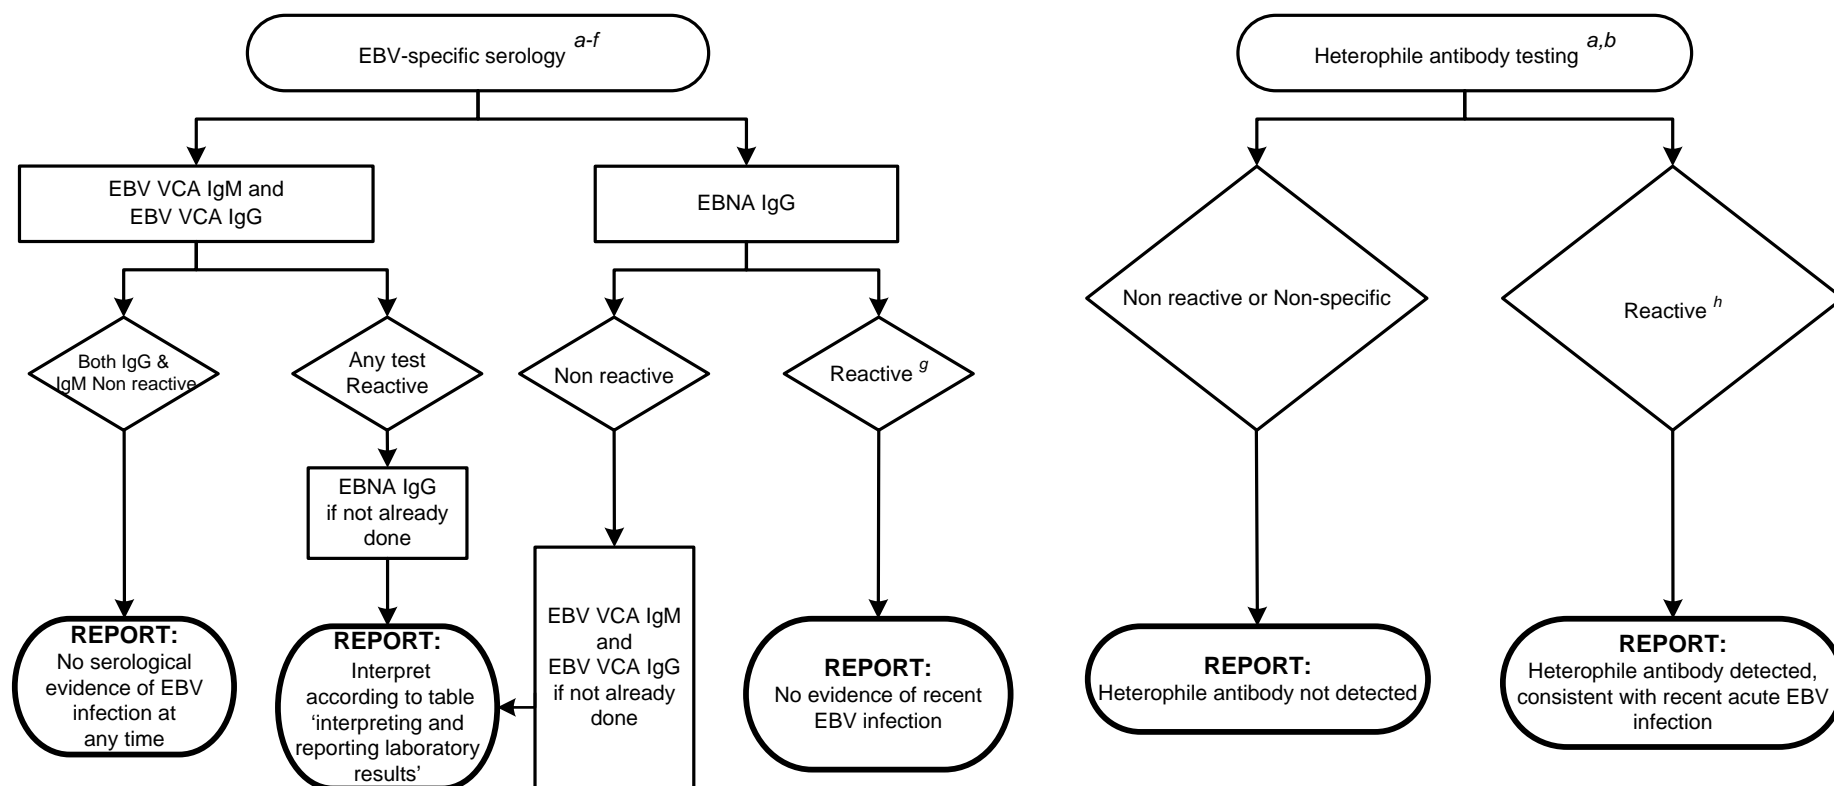 EBV-specific serology a-f
Heterophile antibody testing a,b
EBV VCA IgM and
EBV VCA IgG
EBNA IgG
Both IgG &
IgM Non reactive
Any test
Reactive
Non reactive
Reactive g
Non reactive or Non-specific
Reactive h
EBNA IgG
if not already
done
EBV VCA IgM
and
EBV VCA IgG
if not already
done
REPORT:
No serological
evidence of EBV
infection at
any time
REPORT:
Interpret
according to table
‘interpreting and
reporting laboratory
results’
REPORT:
No evidence of recent
EBV infection
REPORT:
Heterophile antibody not detected
REPORT:
Heterophile antibody detected,
consistent with recent acute EBV
infection